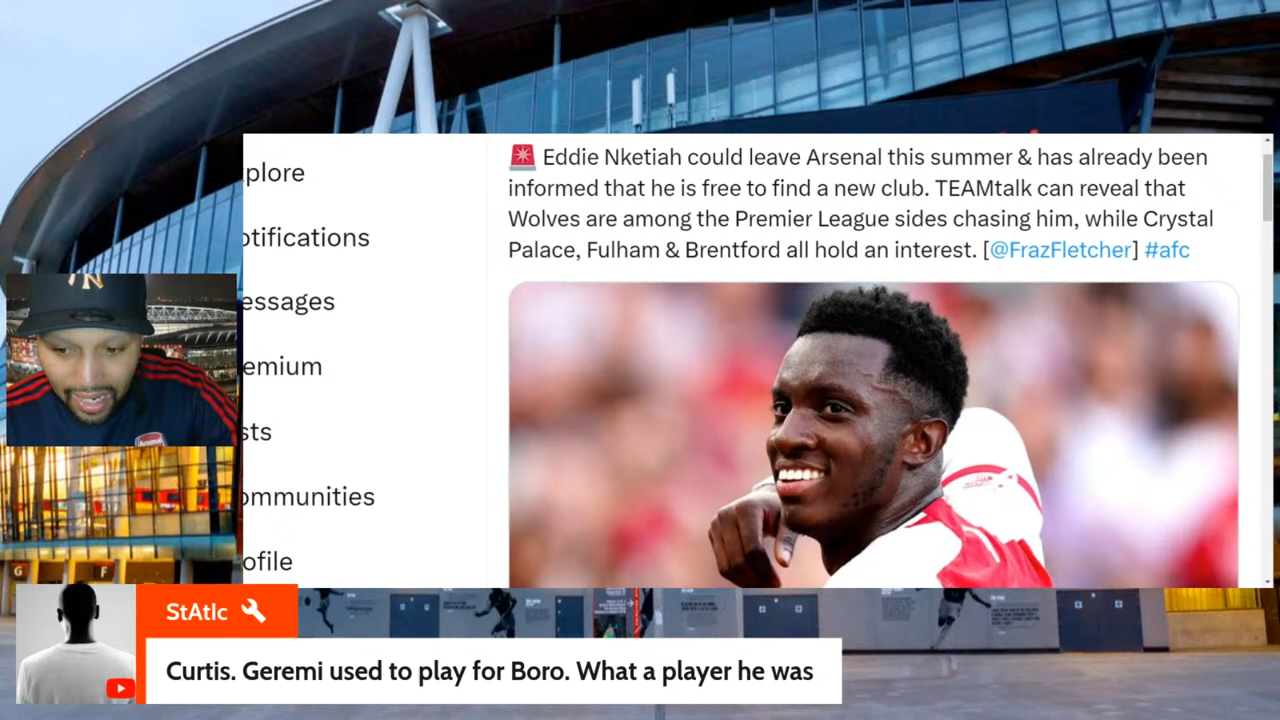 plore
otifications
essages
emium
sts
ommunities
ofile
🚨 Eddie Nketiah could leave Arsenal this summer & has already been
informed that he is free to find a new club. TEAMtalk can reveal that
Wolves are among the Premier League sides chasing him, while Crystal
Palace, Fulham & Brentford all hold an interest. [@FrazFletcher] #afc
Arsenal
G F
StAtlc
Curtis. Geremi used to play for Boro. What a player he was